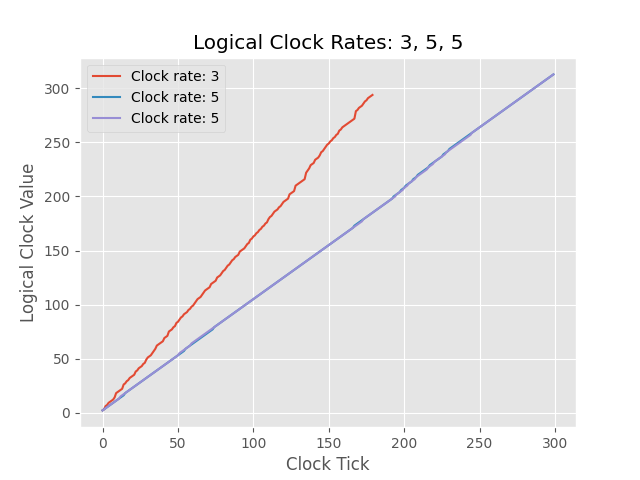 Logical Clock Rates: 3, 5, 5
Clock rate: 3
Clock rate: 5
Clock rate: 5
Logical Clock Value
300
250
200
150
100
50
0
0 50 100 150 200 250 300
Clock Tick